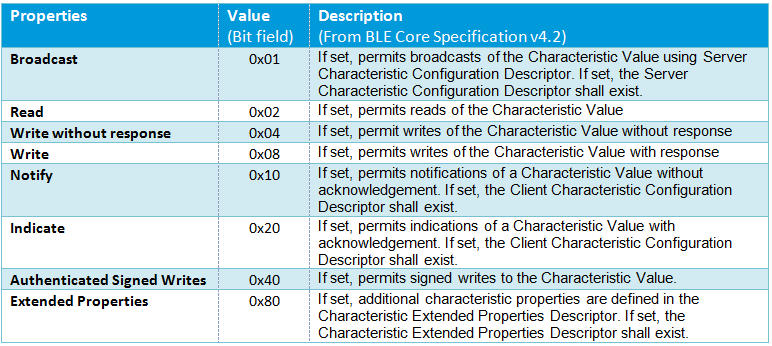 Properties Value Description
(Bit field) (From BLE Core Specification v4.2)
Broadcast 0x01 If set, permits broadcasts of the Characteristic Value using Server
Characteristic Configuration Descriptor. If set, the Server
Characteristic Configuration Descriptor shall exist.
Read 0x02 If set, permits reads of the Characteristic Value
Write without response 0x04 If set, permit writes of the Characteristic Value without response
Write 0x08 If set, permits writes of the Characteristic Value with response
Notify 0x10 If set, permits notifications of a Characteristic Value without
acknowledgement. If set, the Client Characteristic Configuration
Descriptor shall exist.
Indicate 0x20 If set, permits indications of a Characteristic Value with
acknowledgement. If set, the Client Characteristic Configuration
Descriptor shall exist.
Authenticated Signed Writes 0x40 If set, permits signed writes to the Characteristic Value.
Extended Properties 0x80 If set, additional characteristic properties are defined in the
Characteristic Extended Properties Descriptor. If set, the
Characteristic Extended Properties Descriptor shall exist.